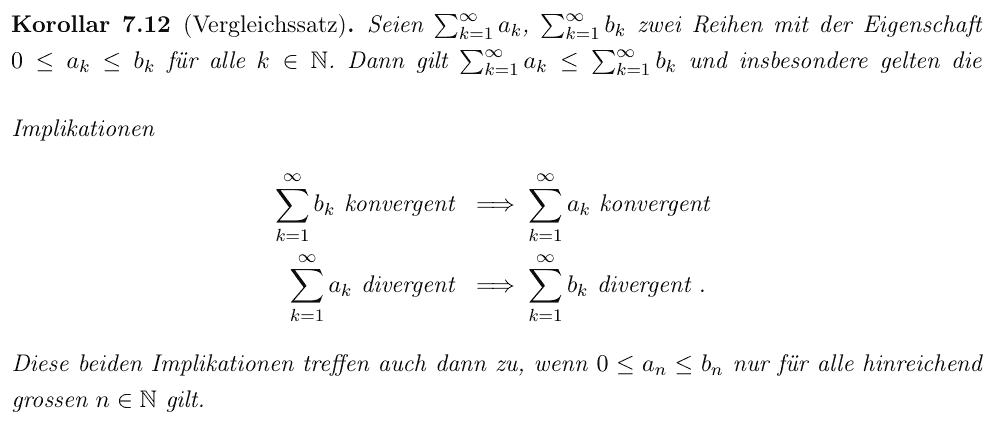 Korollar 7.12 (Vergleichssatz). Seien ∑_{k=1}^{∞} a_k, ∑_{k=1}^{∞} b_k zwei Reihen mit der Eigenschaft
0 ≤ a_k ≤ b_k für alle k ∈ ℕ. Dann gilt ∑_{k=1}^{∞} a_k ≤ ∑_{k=1}^{∞} b_k und insbesondere gelten die
Implikationen
∑_{k=1}^{∞} b_k konvergent ⟹ ∑_{k=1}^{∞} a_k konvergent
∑_{k=1}^{∞} a_k divergent ⟹ ∑_{k=1}^{∞} b_k divergent .
Diese beiden Implikationen treffen auch dann zu, wenn 0 ≤ a_n ≤ b_n nur für alle hinreichend
grossen n ∈ ℕ gilt.